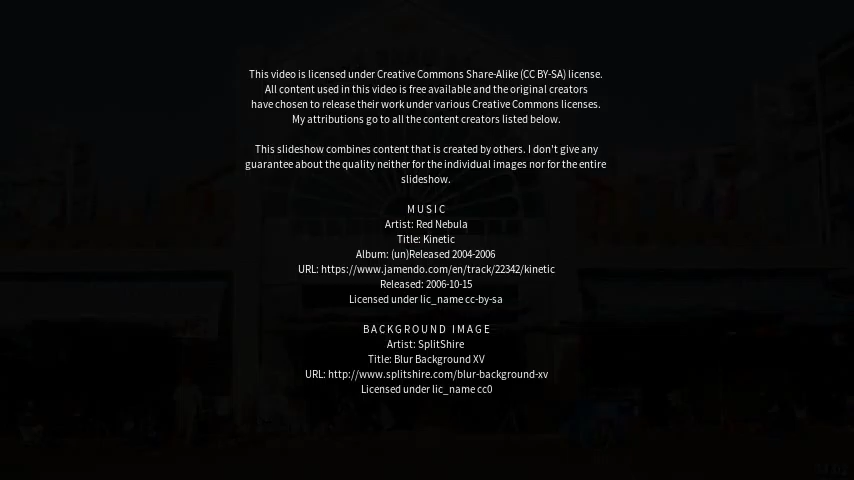 This video is licensed under Creative Commons Share-Alike (CC BY-SA) license.
All content used in this video is free available and the original creators
have chosen to release their work under various Creative Commons licenses.
My attributions go to all the content creators listed below.
This slideshow combines content that is created by others. I don't give any
guarantee about the quality neither for the individual images nor for the entire
slideshow.
MUSIC
Artist: Red Nebula
Title: Kinetic
Album: (un)Released 2004-2006
URL: https://www.jamendo.com/en/track/22342/kinetic
Released: 2006-10-15
Licensed under lic_name cc-by-sa
BACKGROUND IMAGE
Artist: SplitShire
Title: Blur Background XV
URL: http://www.splitshire.com/blur-background-xv
Licensed under lic_name cc0